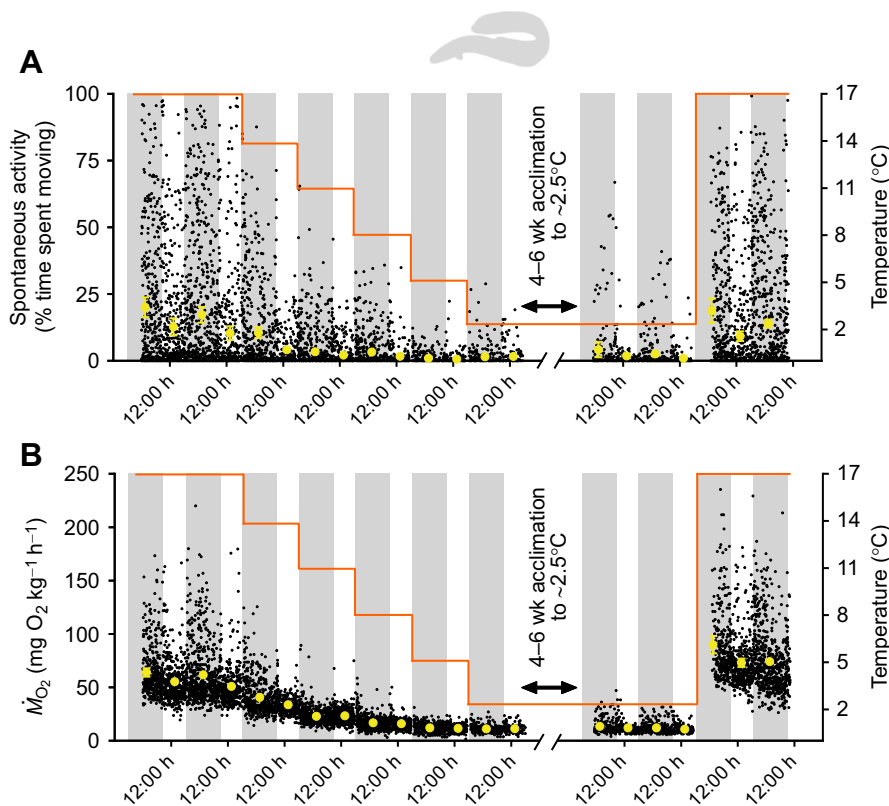 A
Spontaneous activity
(% time spent moving)
100
75
50
25
0
4–6 wk acclimation
to ~2.5°C
17
14
11
8
5
2
Temperature (°C)
12:00 h
12:00 h
12:00 h
12:00 h
12:00 h
12:00 h
12:00 h
12:00 h
12:00 h
12:00 h
12:00 h
B
ṀO₂ (mg O₂ kg⁻¹ h⁻¹)
250
200
150
100
50
0
4–6 wk acclimation
to ~2.5°C
17
14
11
8
5
2
Temperature (°C)
12:00 h
12:00 h
12:00 h
12:00 h
12:00 h
12:00 h
12:00 h
12:00 h
12:00 h
12:00 h
12:00 h